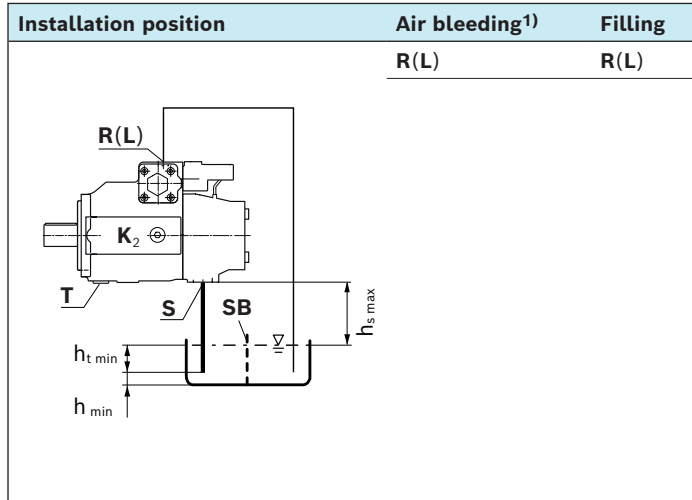 Installation position Air bleeding1) Filling
R(L) R(L)
R(L)
K2
T
S SB
hs max
ht min
h min